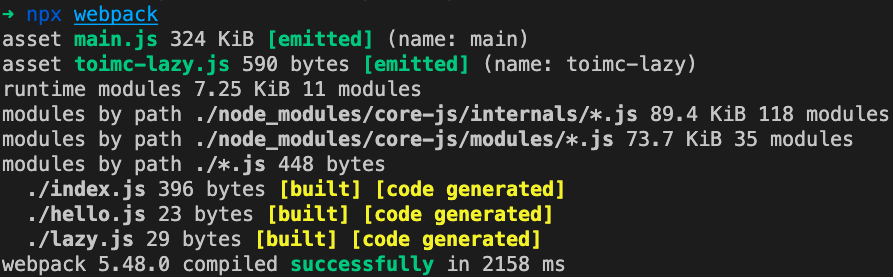 ➜ npx webpack
asset main.js 324 KiB [emitted] (name: main)
asset toimc-lazy.js 590 bytes [emitted] (name: toimc-lazy)
runtime modules 7.25 KiB 11 modules
modules by path ./node_modules/core-js/internals/*.js 89.4 KiB 118 modules
modules by path ./node_modules/core-js/modules/*.js 73.7 KiB 35 modules
modules by path ./*.js 448 bytes
  ./index.js 396 bytes [built] [code generated]
  ./hello.js 23 bytes [built] [code generated]
  ./lazy.js 29 bytes [built] [code generated]
webpack 5.48.0 compiled successfully in 2158 ms